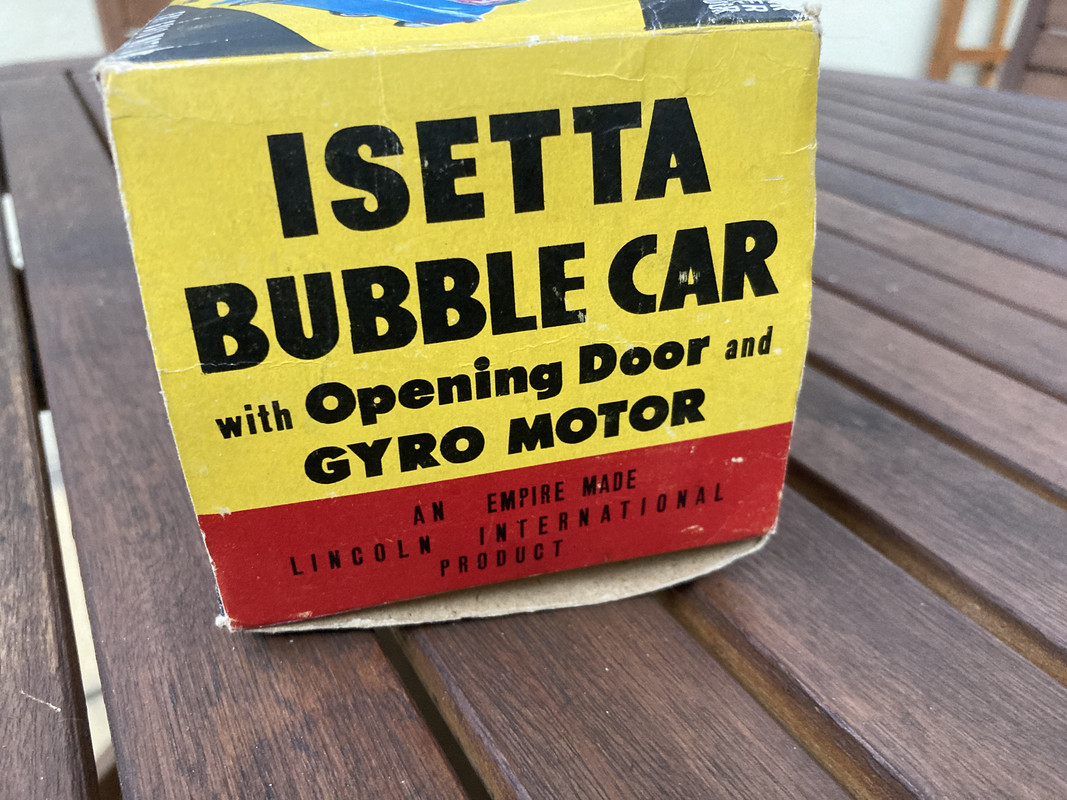 ISETTA
BUBBLE CAR
with Opening Door and
GYRO MOTOR
AN EMPIRE MADE
LINCOLN INTERNATIONAL
PRODUCT